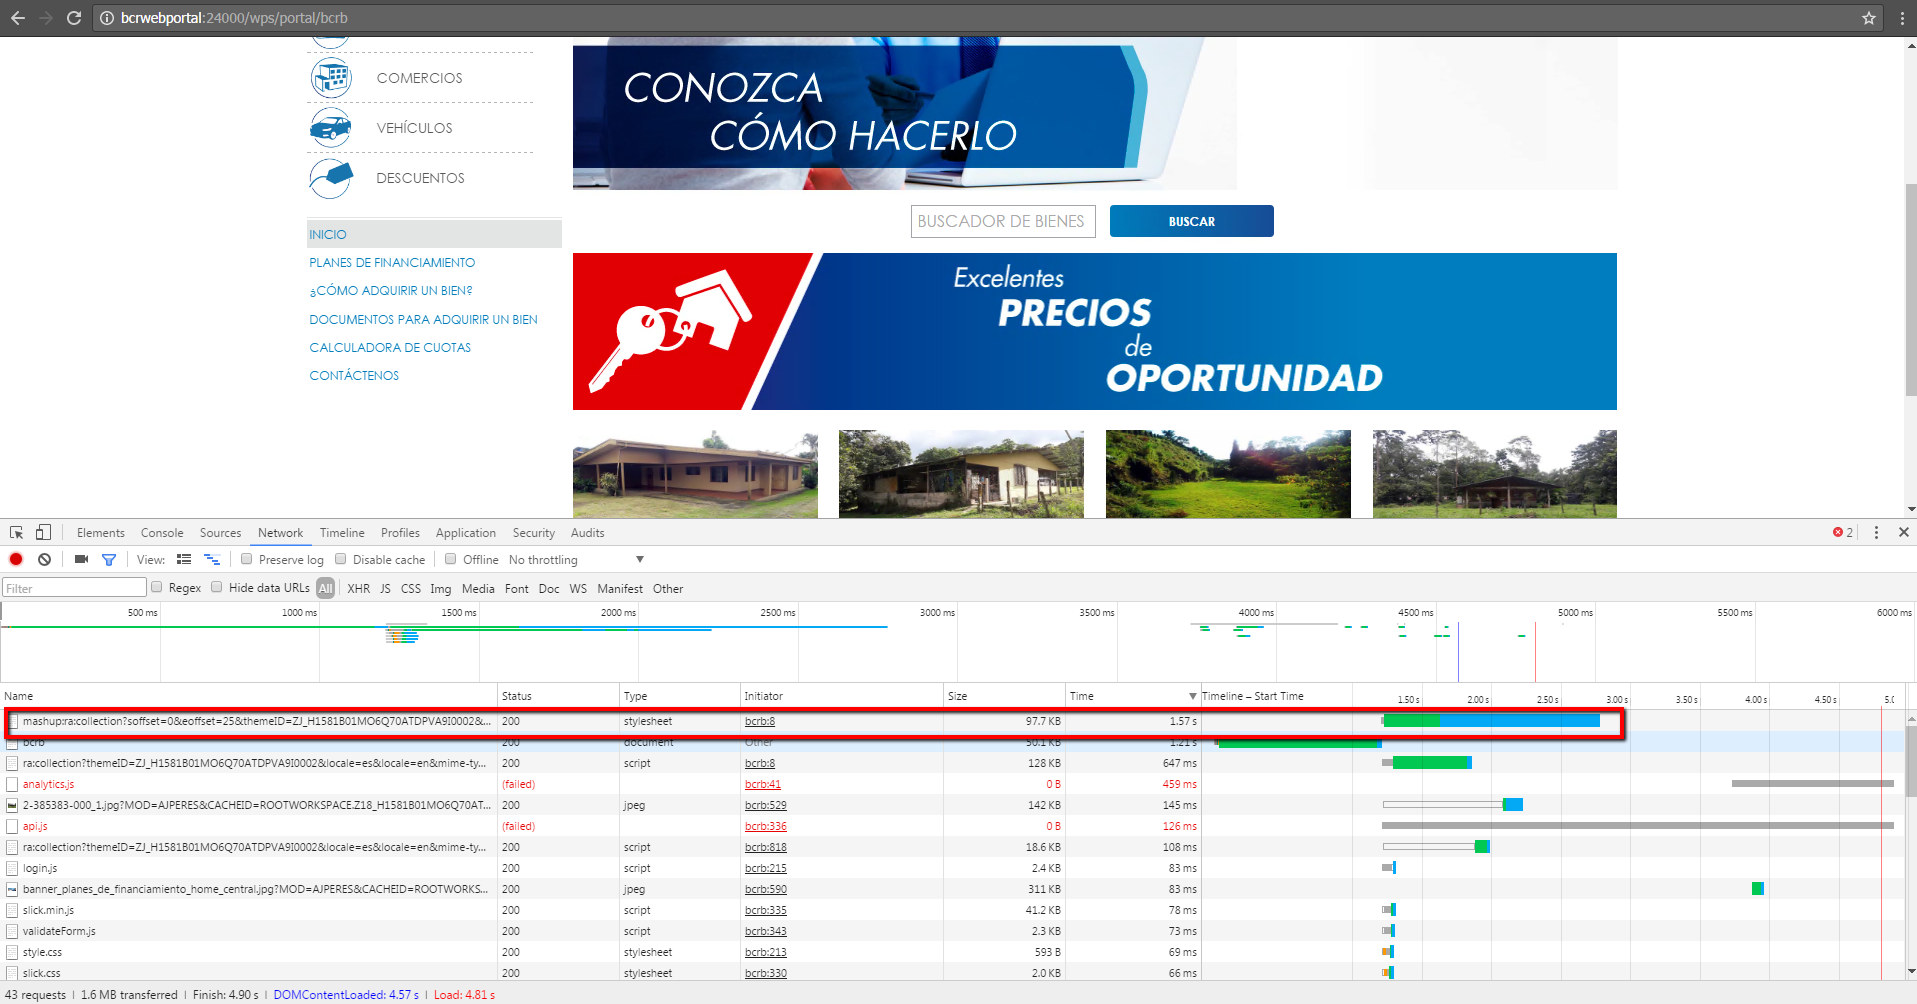 bcrwebportal:24000/wps/portal/bcrb
COMERCIOS
VEHÍCULOS
DESCUENTOS
INICIO
PLANES DE FINANCIAMIENTO
¿CÓMO ADQUIRIR UN BIEN?
DOCUMENTOS PARA ADQUIRIR UN BIEN
CALCULADORA DE CUOTAS
CONTÁCTENOS
CONOZCA
CÓMO HACERLO
BUSCADOR DE BIENES BUSCAR
Excelentes
PRECIOS
de
OPORTUNIDAD
Elements Console Sources Network Timeline Profiles Application Security Audits 2
View: Preserve log Disable cache Offline No throttling
Filter Regex Hide data URLs All XHR JS CSS Img Media Font Doc WS Manifest Other
500 ms 1000 ms 1500 ms 2000 ms 2500 ms 3000 ms 3500 ms 4000 ms 4500 ms 5000 ms 5500 ms 6000 ms
Name Status Type Initiator Size Time Timeline – Start Time 1.50 s 2.00 s 2.50 s 3.00 s 3.50 s 4.00 s 4.50 s 5.0
mashup:ra:collection?soffset=0&eoffset=25&themeID=ZJ_H1581B01MO6Q70ATDPVA9I0002&... 200 stylesheet bcrb:8 97.7 KB 1.57 s
bcrb 200 document Other 50.1 KB 1.21 s
ra:collection?themeID=ZJ_H1581B01MO6Q70ATDPVA9I0002&locale=es&locale=en&mime-ty... 200 script bcrb:8 128 KB 647 ms
analytics.js (failed) bcrb:41 0 B 459 ms
2-385383-000_1.jpg?MOD=AJPERES&CACHEID=ROOTWORKSPACE.Z18_H1581B01MO6Q70AT... 200 jpeg bcrb:529 142 KB 145 ms
api.js (failed) bcrb:336 0 B 126 ms
ra:collection?themeID=ZJ_H1581B01MO6Q70ATDPVA9I0002&locale=es&locale=en&mime-ty... 200 script bcrb:818 18.6 KB 108 ms
login.js 200 script bcrb:215 2.4 KB 83 ms
banner_planes_de_financiamiento_home_central.jpg?MOD=AJPERES&CACHEID=ROOTWORKS... 200 jpeg bcrb:590 311 KB 83 ms
slick.min.js 200 script bcrb:335 41.2 KB 78 ms
validateForm.js 200 script bcrb:343 2.3 KB 73 ms
style.css 200 stylesheet bcrb:213 593 B 69 ms
slick.css 200 stylesheet bcrb:330 2.0 KB 66 ms
43 requests | 1.6 MB transferred | Finish: 4.90 s | DOMContentLoaded: 4.57 s | Load: 4.81 s